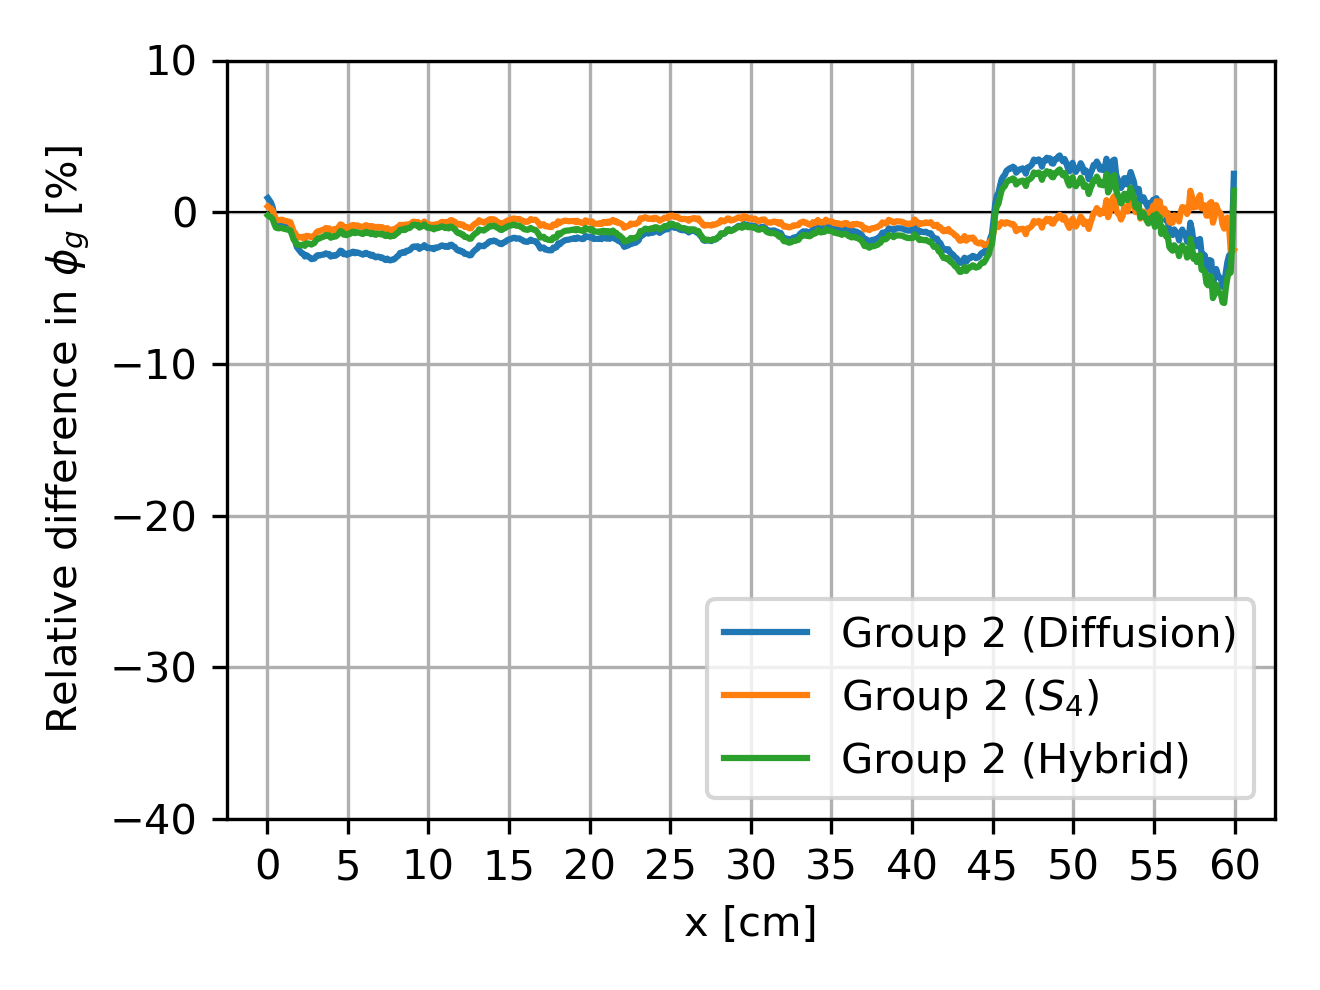 10
0
−10
−20
−30
−40
Relative difference in ϕg [%]
Group 2 (Diffusion)
Group 2 (S4)
Group 2 (Hybrid)
0 5 10 15 20 25 30 35 40 45 50 55 60
x [cm]